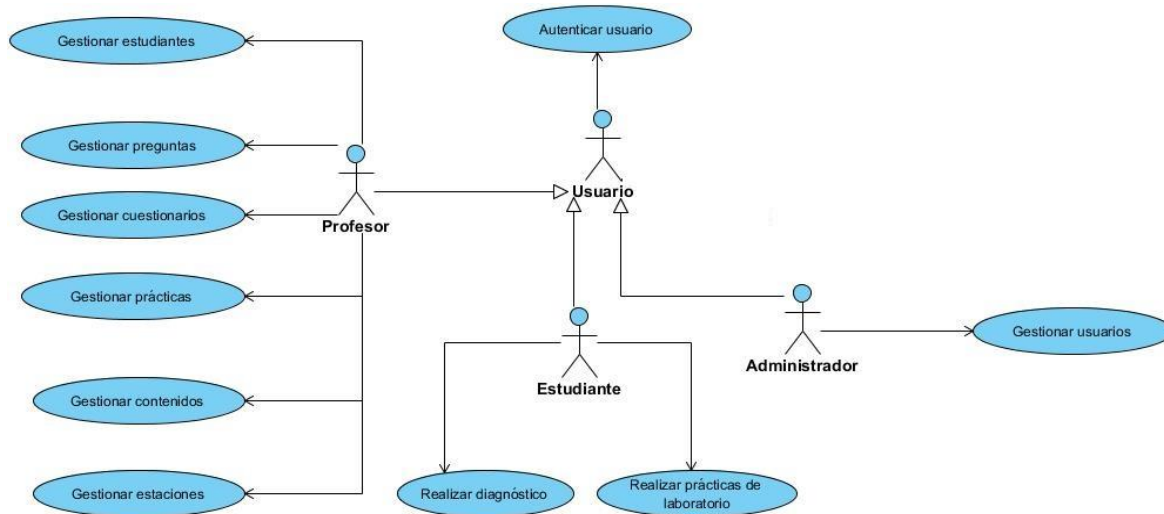 Autenticar usuario
Gestionar estudiantes
Gestionar preguntas
Usuario
Gestionar cuestionarios
Profesor
Gestionar prácticas
Gestionar usuarios
Administrador
Estudiante
Gestionar contenidos
Realizar diagnóstico
Realizar prácticas de
laboratorio
Gestionar estaciones